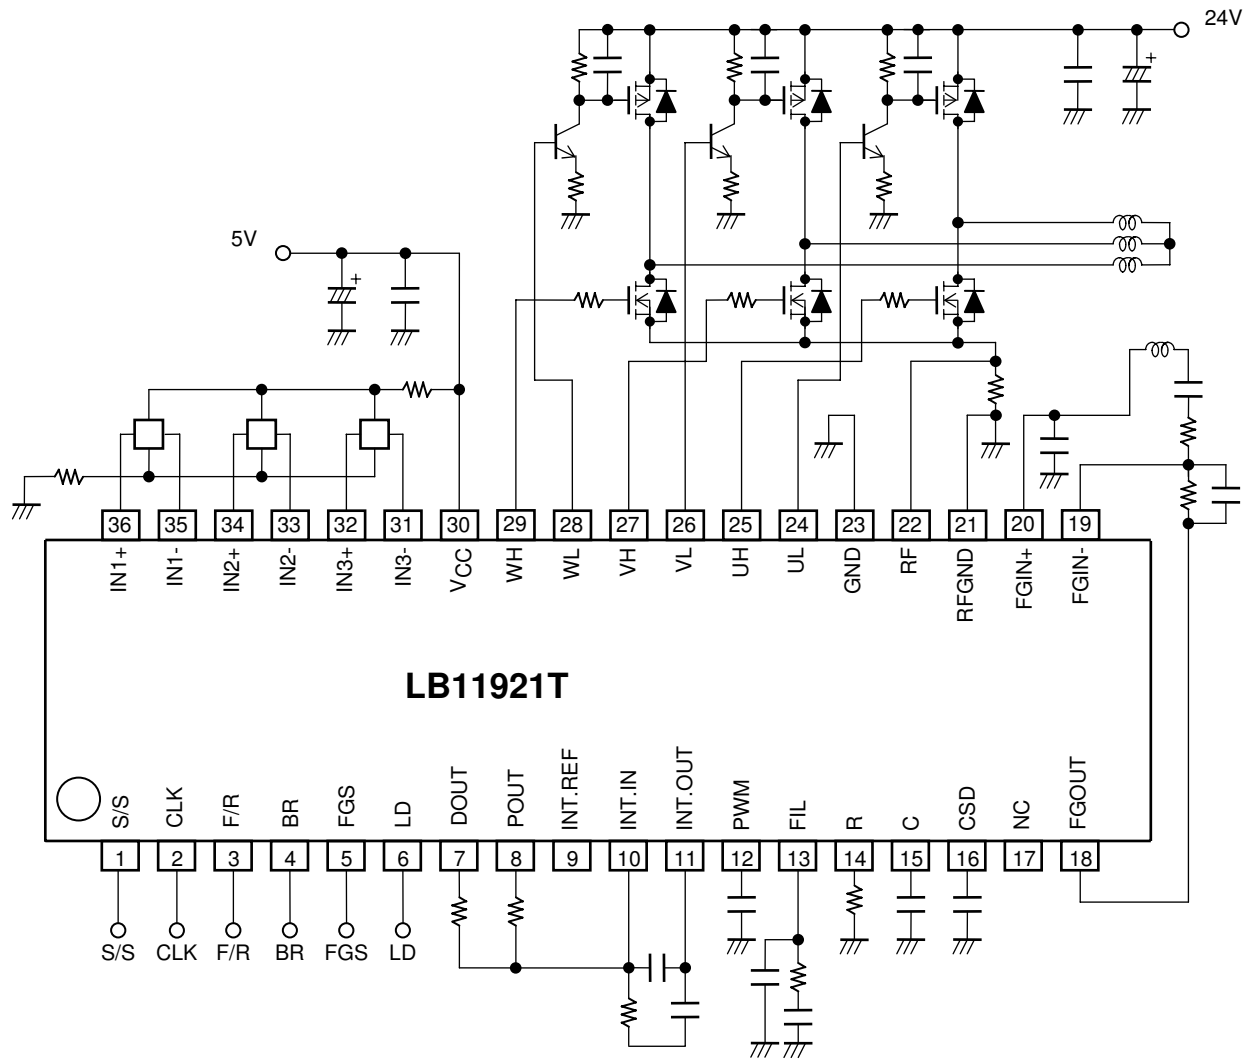 24V
5V
+
+
36 35 34 33 32 31 30 29 28 27 26 25 24 23 22 21 20 19
IN1+ IN1- IN2+ IN2- IN3+ IN3- VCC WH WL VH VL UH UL GND RF RFGND FGIN+ FGIN-
LB11921T
S/S CLK F/R BR FGS LD DOUT POUT INT.REF INT.IN INT.OUT PWM FIL R C CSD NC FGOUT
1 2 3 4 5 6 7 8 9 10 11 12 13 14 15 16 17 18
S/S CLK F/R BR FGS LD